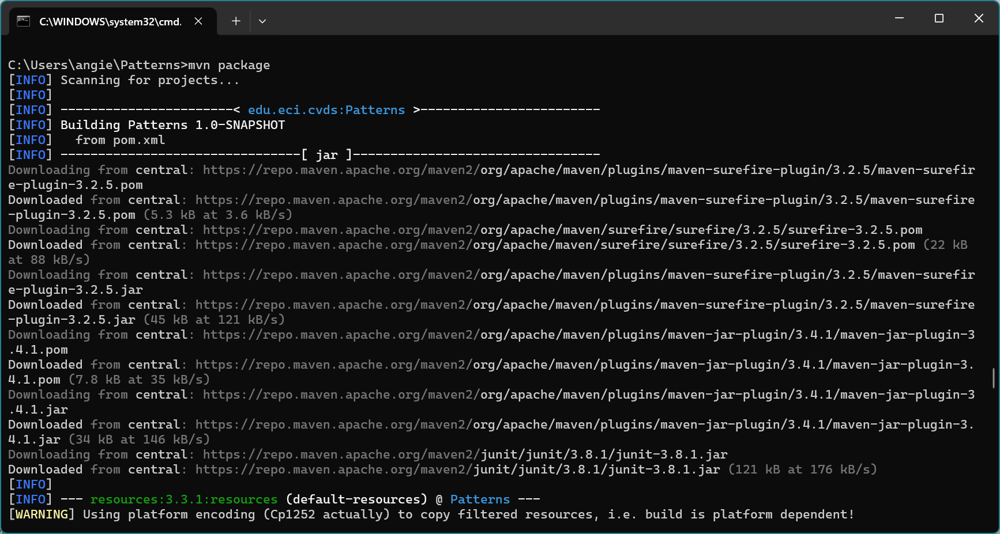 C:\WINDOWS\system32\cmd.
C:\Users\angie\Patterns>mvn package
[INFO] Scanning for projects...
[INFO]
[INFO] -----------------------< edu.eci.cvds:Patterns >------------------------
[INFO] Building Patterns 1.0-SNAPSHOT
[INFO]   from pom.xml
[INFO] --------------------------------[ jar ]---------------------------------
Downloading from central: https://repo.maven.apache.org/maven2/org/apache/maven/plugins/maven-surefire-plugin/3.2.5/maven-surefir
e-plugin-3.2.5.pom
Downloaded from central: https://repo.maven.apache.org/maven2/org/apache/maven/plugins/maven-surefire-plugin/3.2.5/maven-surefire
-plugin-3.2.5.pom (5.3 kB at 3.6 kB/s)
Downloading from central: https://repo.maven.apache.org/maven2/org/apache/maven/surefire/surefire/3.2.5/surefire-3.2.5.pom
Downloaded from central: https://repo.maven.apache.org/maven2/org/apache/maven/surefire/surefire/3.2.5/surefire-3.2.5.pom (22 kB
at 88 kB/s)
Downloading from central: https://repo.maven.apache.org/maven2/org/apache/maven/plugins/maven-surefire-plugin/3.2.5/maven-surefir
e-plugin-3.2.5.jar
Downloaded from central: https://repo.maven.apache.org/maven2/org/apache/maven/plugins/maven-surefire-plugin/3.2.5/maven-surefire
-plugin-3.2.5.jar (45 kB at 121 kB/s)
Downloading from central: https://repo.maven.apache.org/maven2/org/apache/maven/plugins/maven-jar-plugin/3.4.1/maven-jar-plugin-3
.4.1.pom
Downloaded from central: https://repo.maven.apache.org/maven2/org/apache/maven/plugins/maven-jar-plugin/3.4.1/maven-jar-plugin-3.
4.1.pom (7.8 kB at 35 kB/s)
Downloading from central: https://repo.maven.apache.org/maven2/org/apache/maven/plugins/maven-jar-plugin/3.4.1/maven-jar-plugin-3
.4.1.jar
Downloaded from central: https://repo.maven.apache.org/maven2/org/apache/maven/plugins/maven-jar-plugin/3.4.1/maven-jar-plugin-3.
4.1.jar (34 kB at 146 kB/s)
Downloading from central: https://repo.maven.apache.org/maven2/junit/junit/3.8.1/junit-3.8.1.jar
Downloaded from central: https://repo.maven.apache.org/maven2/junit/junit/3.8.1/junit-3.8.1.jar (121 kB at 176 kB/s)
[INFO]
[INFO] --- resources:3.3.1:resources (default-resources) @ Patterns ---
[WARNING] Using platform encoding (Cp1252 actually) to copy filtered resources, i.e. build is platform dependent!